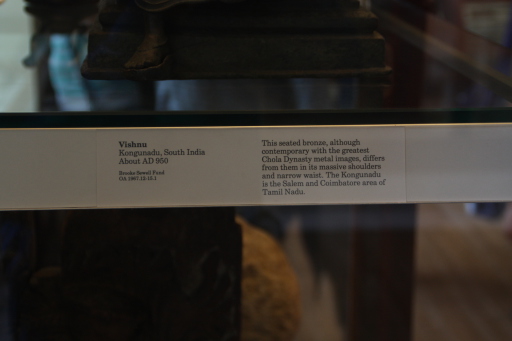 Vishnu
Kongunadu, South India
About AD 950
Brooke Sewell Fund
OA 1967.12-15.1
This seated bronze, although
contemporary with the greatest
Chola Dynasty metal images, differs
from them in its massive shoulders
and narrow waist. The Kongunadu
is the Salem and Coimbatore area of
Tamil Nadu.